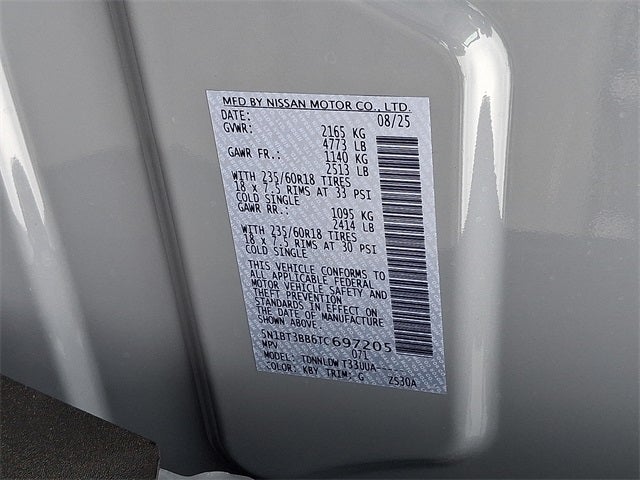 MFD BY NISSAN MOTOR CO., LTD.
DATE: 08/25
GVWR: 2165 KG
4773 LB
GAWR FR.: 1140 KG
2513 LB
WITH 235/60R18 TIRES
18 x 7.5 RIMS AT 33 PSI
COLD SINGLE
GAWR RR.: 1095 KG
2414 LB
WITH 235/60R18 TIRES
18 x 7.5 RIMS AT 30 PSI
COLD SINGLE
THIS VEHICLE CONFORMS TO
ALL APPLICABLE FEDERAL
MOTOR VEHICLE SAFETY AND
THEFT PREVENTION
STANDARDS IN EFFECT ON
THE DATE OF MANUFACTURE
SHOWN ABOVE.
5N1BT3BB6TC697205
MPV 071
MODEL: TDNNLDWT33UUA----
COLOR: KBY TRIM: G 2530A